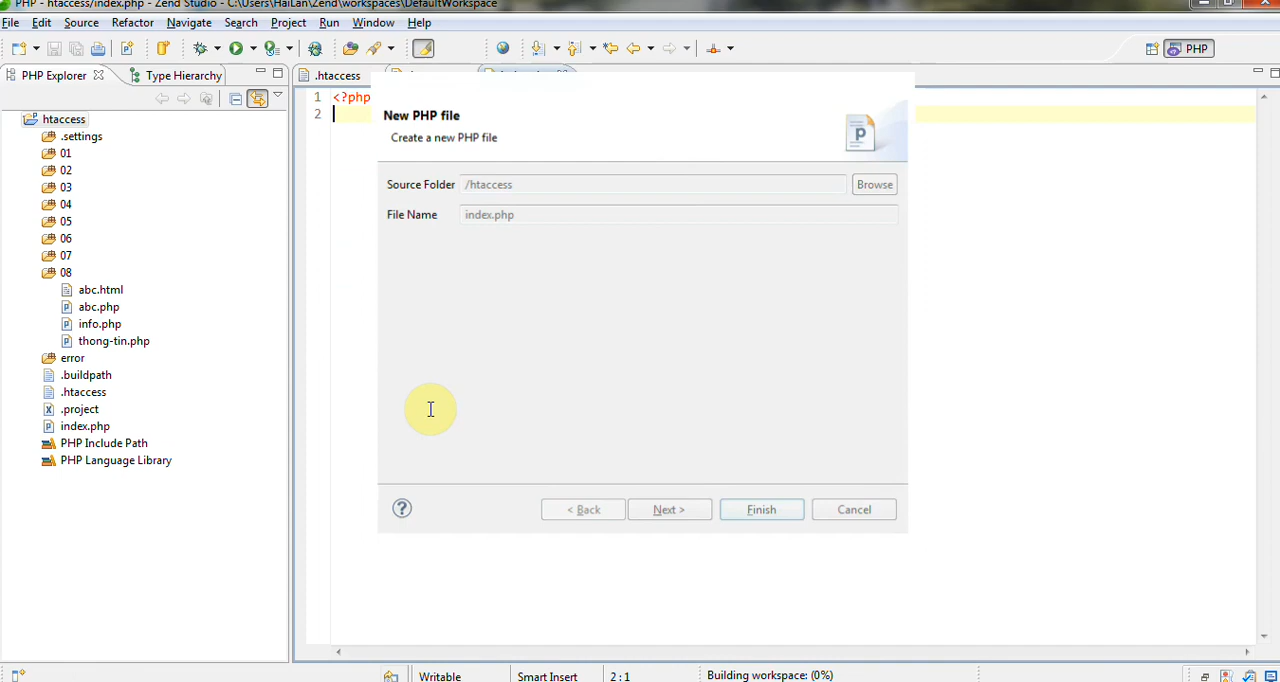 PHP - htaccess/index.php - Zend Studio - C:\Users\HaiLan\Zend\workspaces\DefaultWorkspace
File Edit Source Refactor Navigate Search Project Run Window Help
PHP
PHP Explorer Type Hierarchy .htaccess
htaccess
.settings
01
02
03
04
05
06
07
08
abc.html
abc.php
info.php
thong-tin.php
error
.buildpath
.htaccess
.project
index.php
PHP Include Path
PHP Language Library
1 <?php
2
New PHP file
Create a new PHP file
Source Folder /htaccess Browse
File Name index.php
< Back Next > Finish Cancel
Writable Smart Insert 2 : 1 Building workspace: (0%)